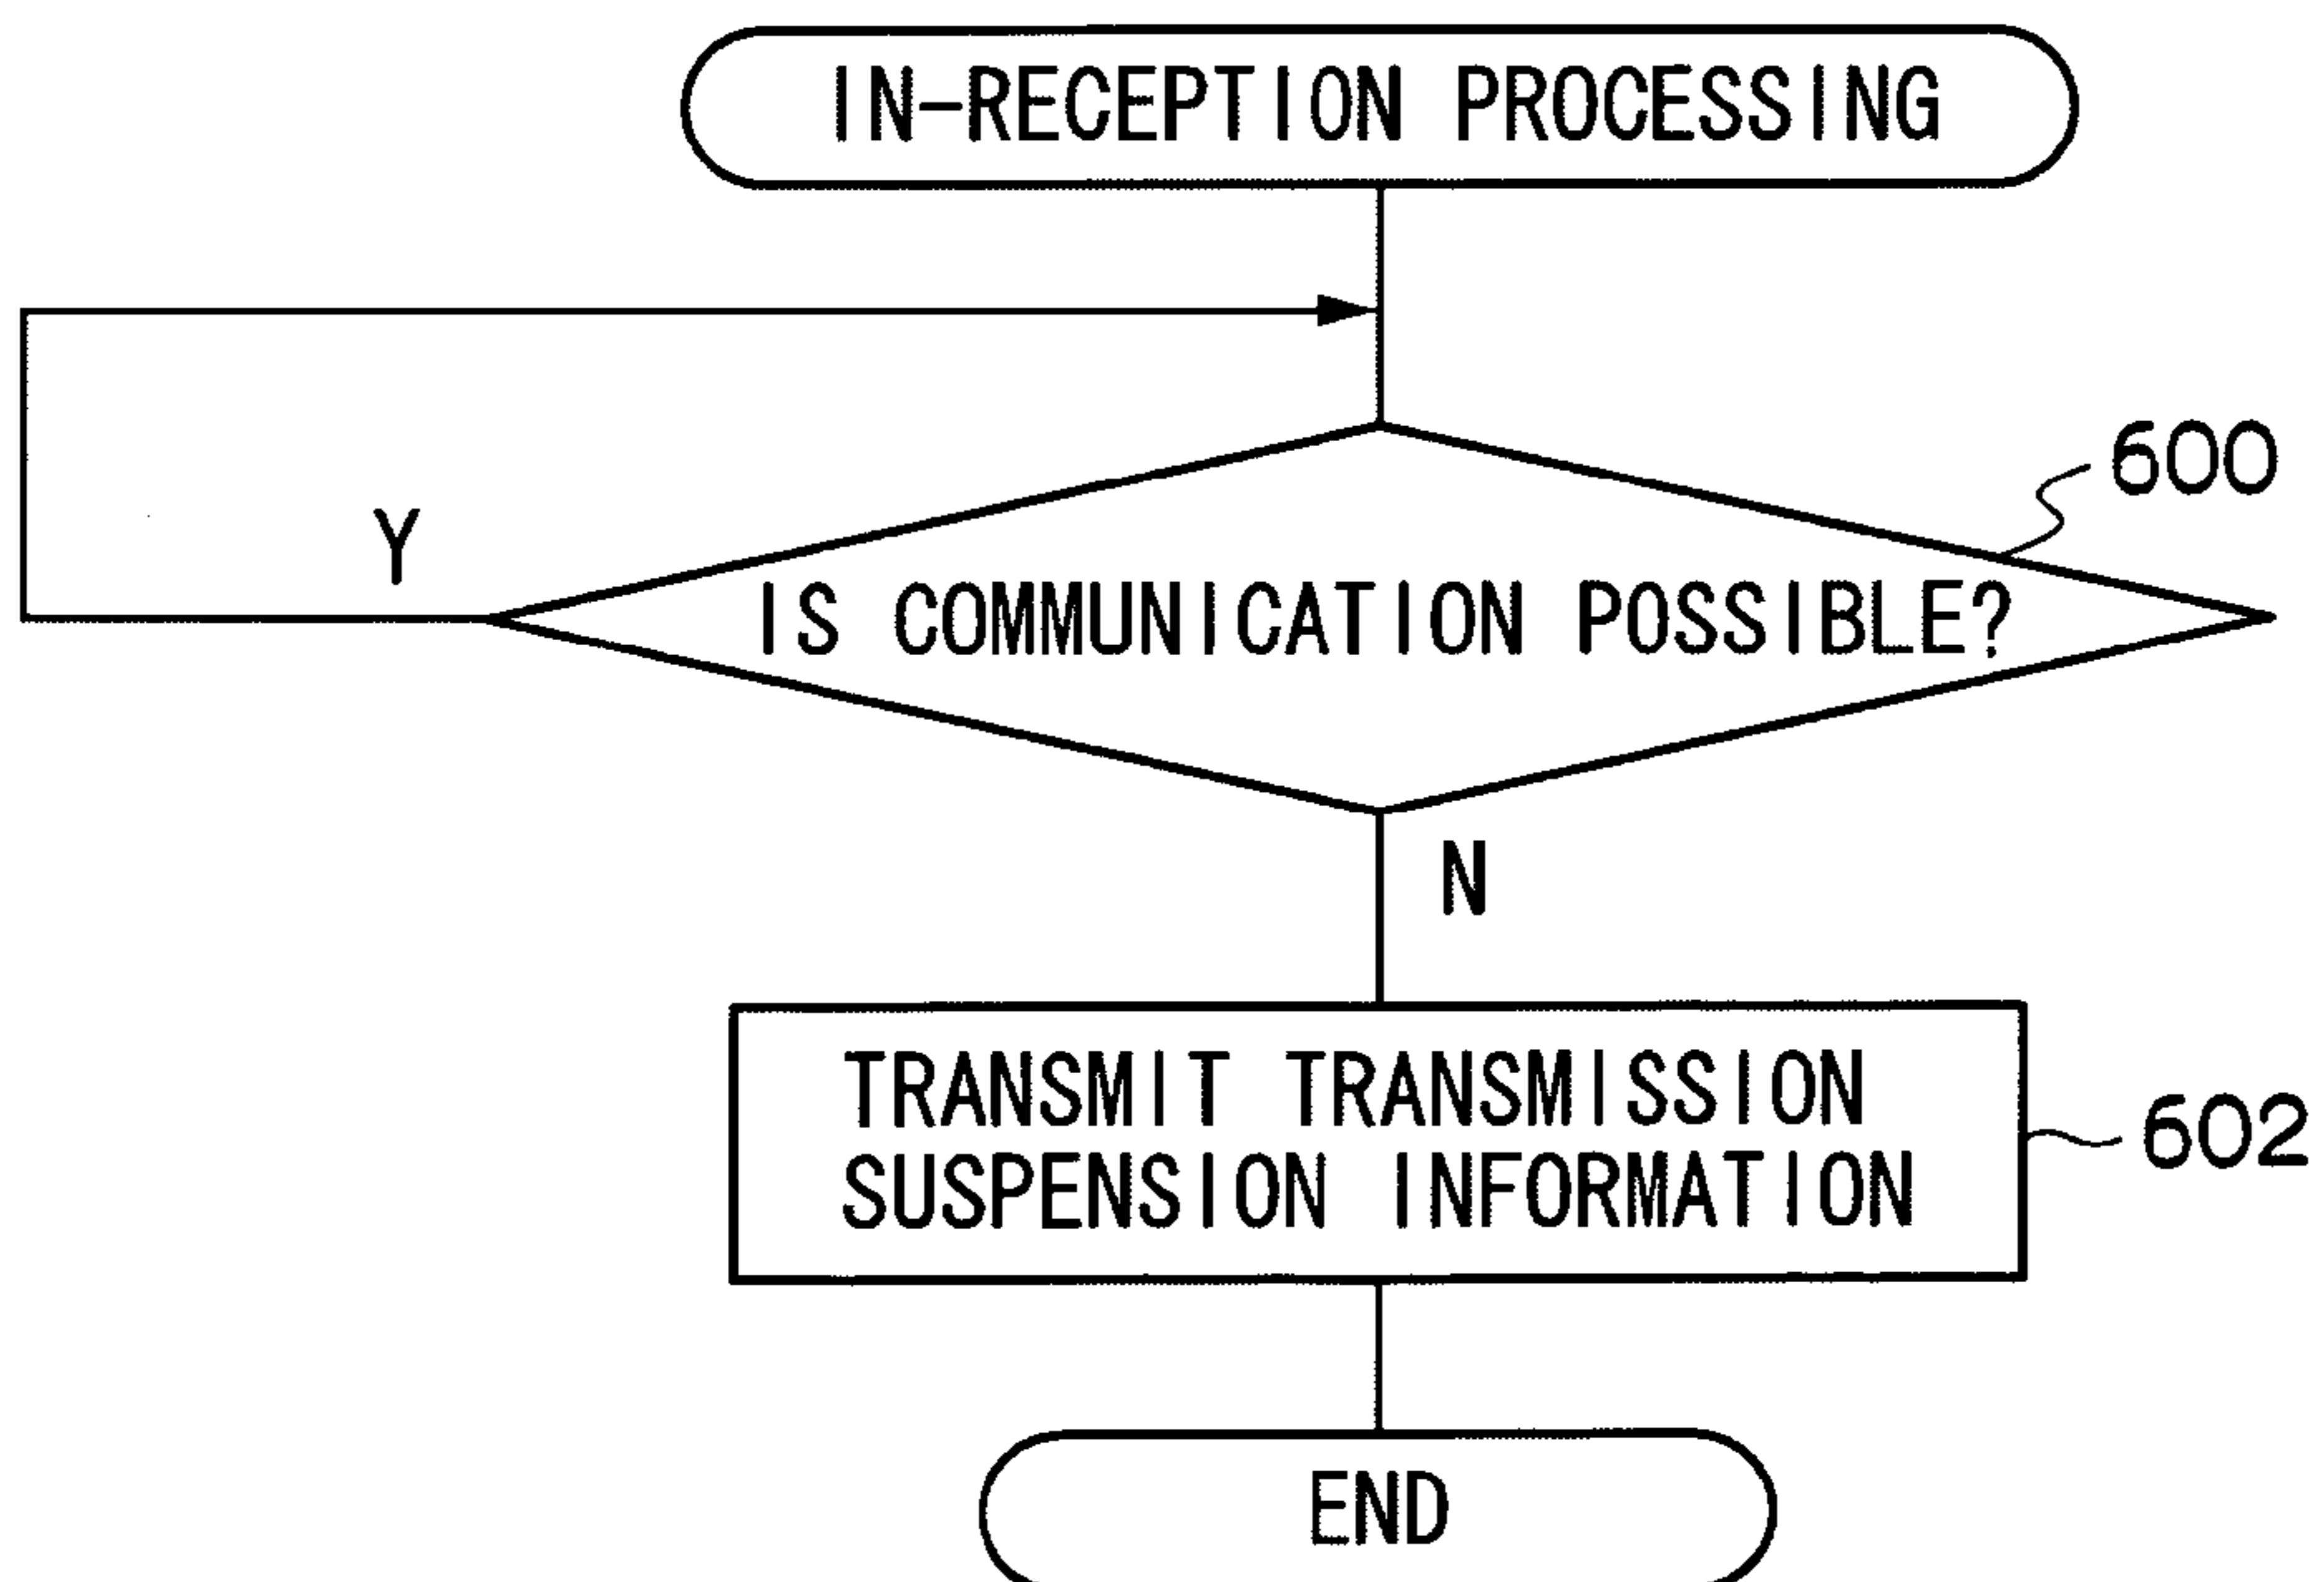 IN-RECEPTION PROCESSING
600
Y
IS COMMUNICATION POSSIBLE?
N
TRANSMIT TRANSMISSION
SUSPENSION INFORMATION
602
END